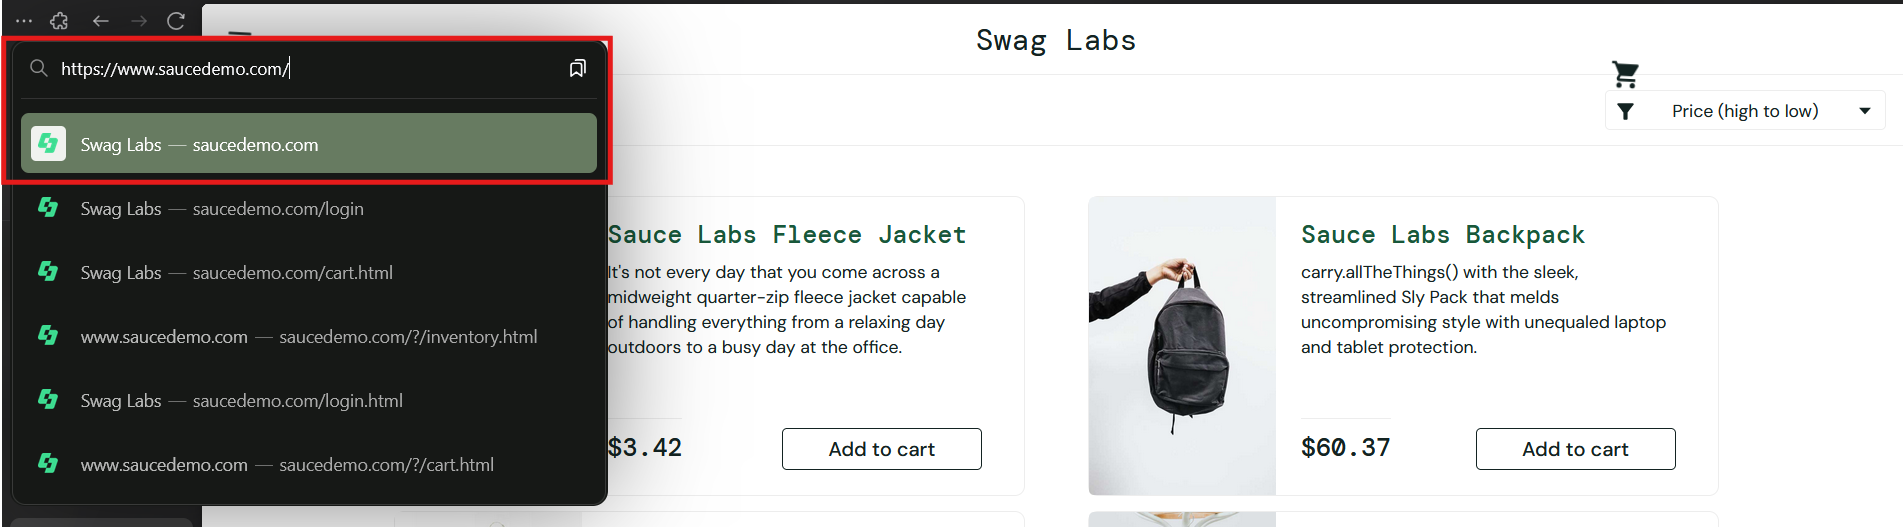 https://www.saucedemo.com/
Swag Labs — saucedemo.com
Swag Labs — saucedemo.com/login
Swag Labs — saucedemo.com/cart.html
www.saucedemo.com — saucedemo.com/?/inventory.html
Swag Labs — saucedemo.com/login.html
www.saucedemo.com — saucedemo.com/?/cart.html
Swag Labs
Price (high to low)
Sauce Labs Fleece Jacket
It's not every day that you come across a
midweight quarter-zip fleece jacket capable
of handling everything from a relaxing day
outdoors to a busy day at the office.
$3.42
Add to cart
Sauce Labs Backpack
carry.allTheThings() with the sleek,
streamlined Sly Pack that melds
uncompromising style with unequaled laptop
and tablet protection.
$60.37
Add to cart